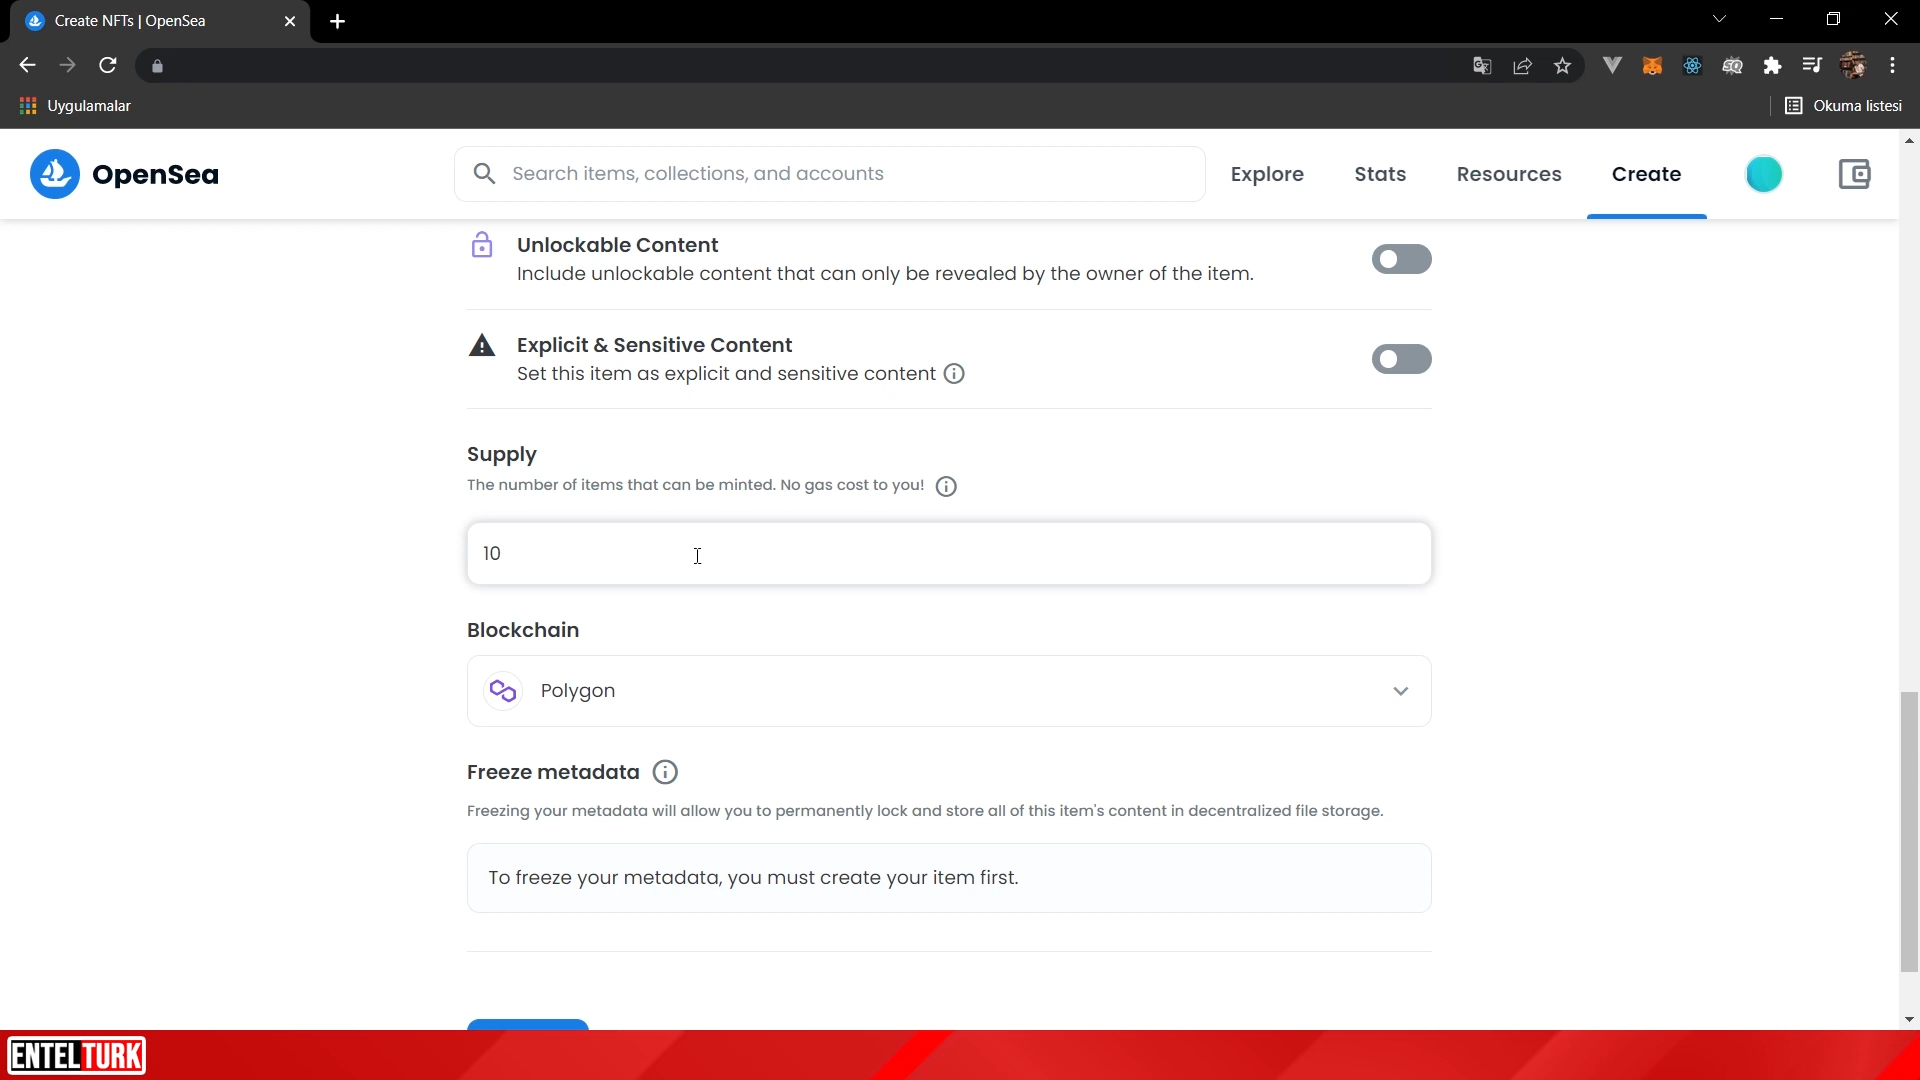 Create NFTs | OpenSea
Uygulamalar
Okuma listesi
OpenSea
Search items, collections, and accounts
Explore
Stats
Resources
Create
Unlockable Content
Include unlockable content that can only be revealed by the owner of the item.
Explicit & Sensitive Content
Set this item as explicit and sensitive content
Supply
The number of items that can be minted. No gas cost to you!
10
Blockchain
Polygon
Freeze metadata
Freezing your metadata will allow you to permanently lock and store all of this item's content in decentralized file storage.
To freeze your metadata, you must create your item first.
ENTELTURK